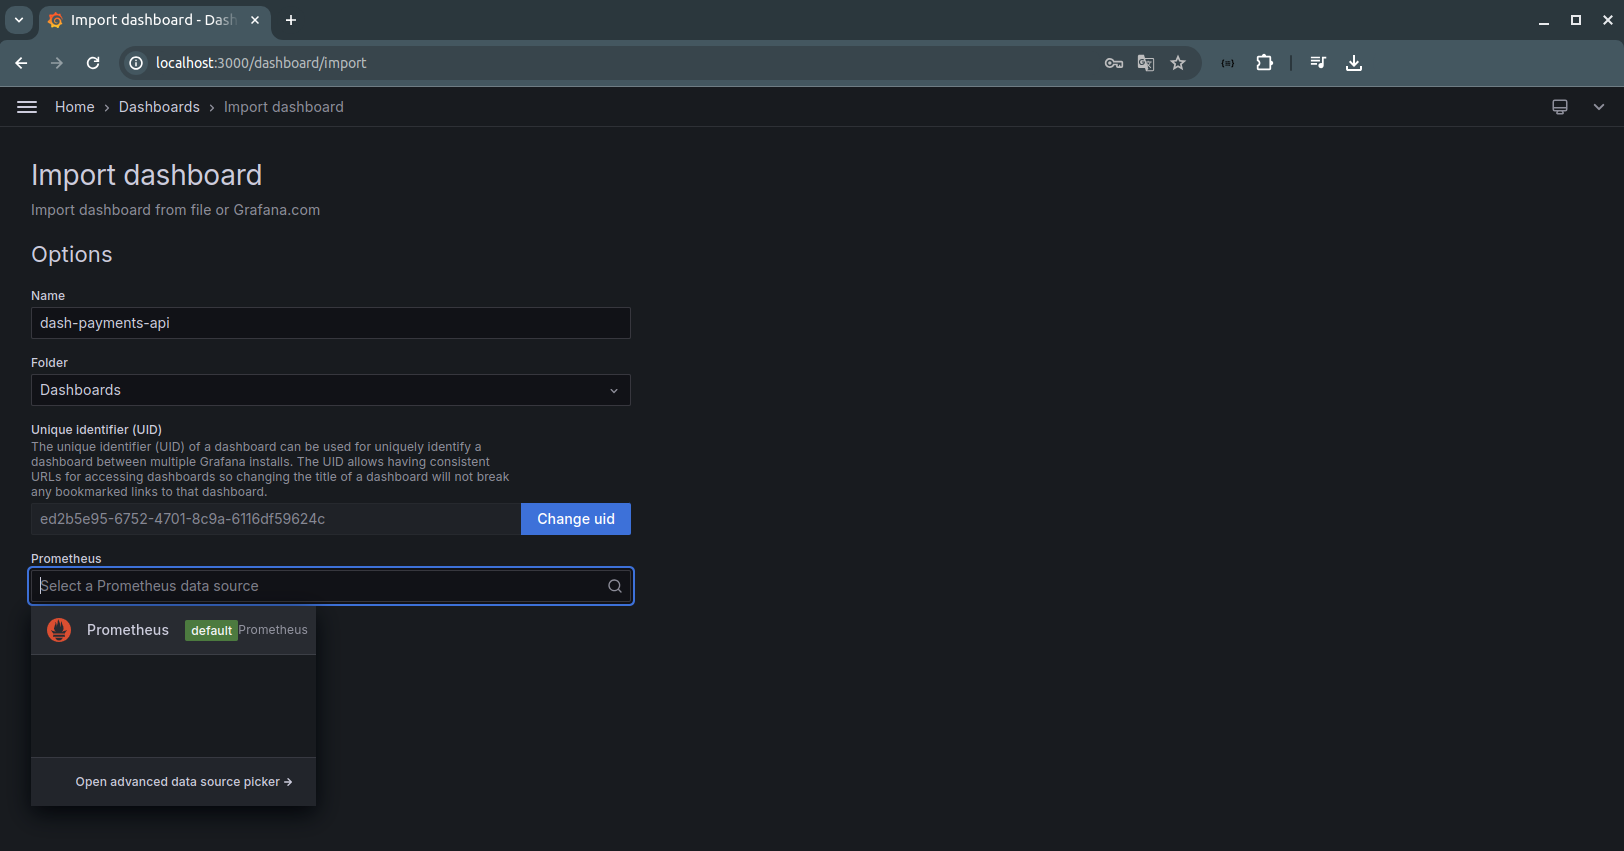 Import dashboard - Dash
localhost:3000/dashboard/import
Home › Dashboards › Import dashboard
Import dashboard
Import dashboard from file or Grafana.com
Options
Name
dash-payments-api
Folder
Dashboards
Unique identifier (UID)
The unique identifier (UID) of a dashboard can be used for uniquely identify a
dashboard between multiple Grafana installs. The UID allows having consistent
URLs for accessing dashboards so changing the title of a dashboard will not break
any bookmarked links to that dashboard.
ed2b5e95-6752-4701-8c9a-6116df59624c Change uid
Prometheus
Select a Prometheus data source
Prometheus default Prometheus
Open advanced data source picker →